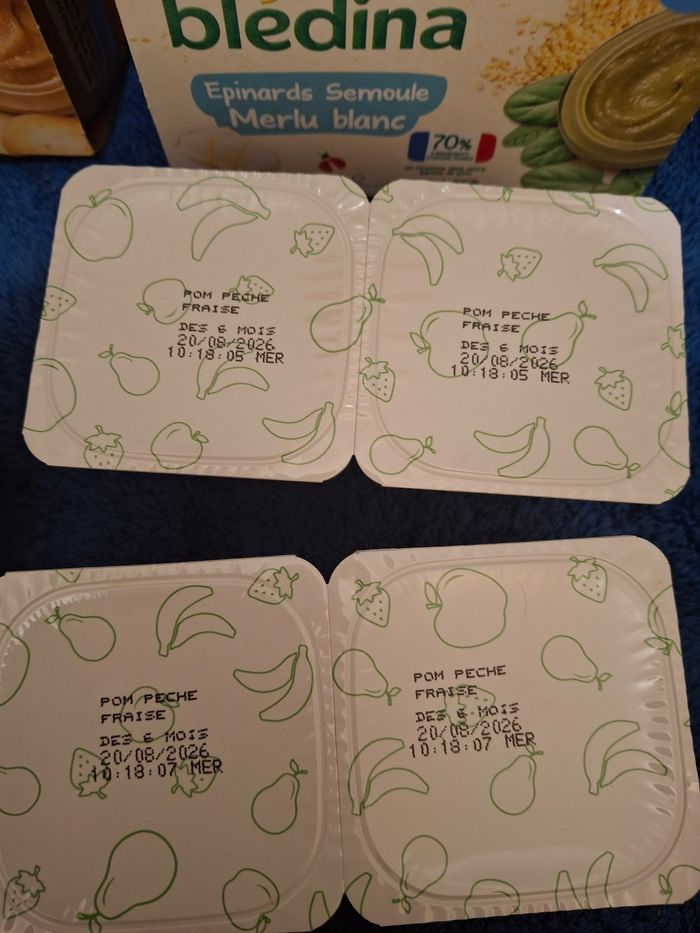 blédina
Epinards Semoule
Merlu blanc
70%
POM PECHE
FRAISE
DES 6 MOIS
20/08/2026
10:18:05 MER
POM PECHE
FRAISE
DES 6 MOIS
20/08/2026
10:18:05 MER
POM PECHE
FRAISE
DES 6 MOIS
20/08/2026
10:18:07 MER
POM PECHE
FRAISE
DES 6 MOIS
20/08/2026
10:18:07 MER